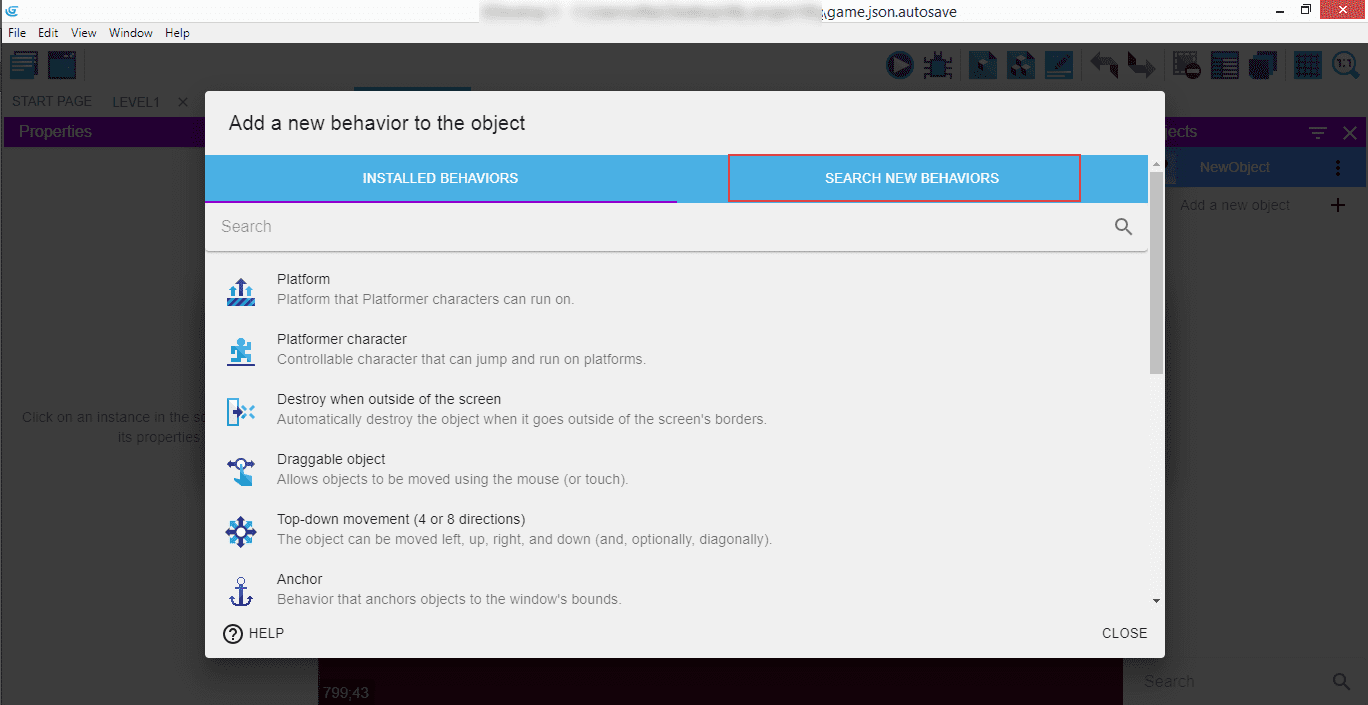 \game.json.autosave
File Edit View Window Help
START PAGE LEVEL1
Properties
Click on an instance in the
its properties
Add a new behavior to the object
INSTALLED BEHAVIORS SEARCH NEW BEHAVIORS
Search
Platform
Platform that Platformer characters can run on.
Platformer character
Controllable character that can jump and run on platforms.
Destroy when outside of the screen
Automatically destroy the object when it goes outside of the screen's borders.
Draggable object
Allows objects to be moved using the mouse (or touch).
Top-down movement (4 or 8 directions)
The object can be moved left, up, right, and down (and, optionally, diagonally).
Anchor
Behavior that anchors objects to the window's bounds.
HELP CLOSE
1:1
jects
NewObject
Add a new object
799;43
Search